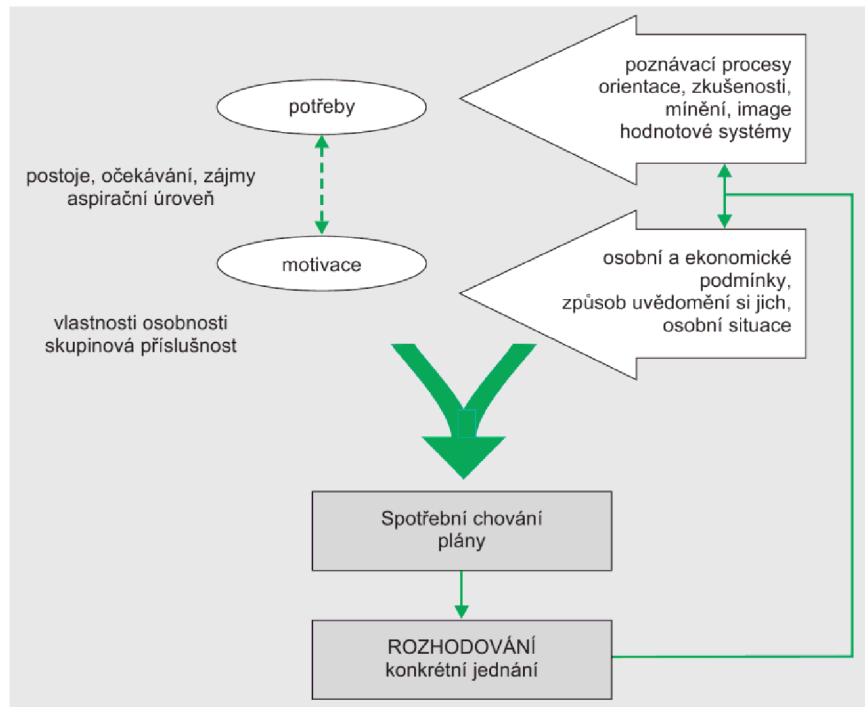 poznávací procesy
orientace, zkušenosti,
mínění, image
hodnotové systémy
potřeby
postoje, očekávání, zájmy
aspirační úroveň
motivace
osobní a ekonomické
podmínky,
způsob uvědomění si jich,
osobní situace
vlastnosti osobnosti
skupinová příslušnost
Spotřební chování
plány
ROZHODOVÁNÍ
konkrétní jednání